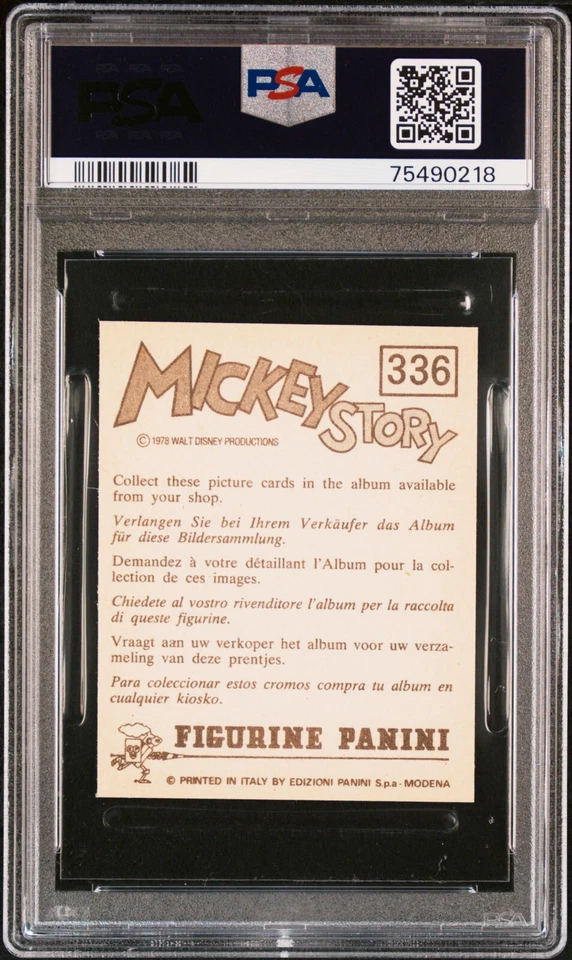 PSA
PSA
75490218
MICKEY STORY
336
© 1978 WALT DISNEY PRODUCTIONS
Collect these picture cards in the album available
from your shop.
Verlangen Sie bei Ihrem Verkäufer das Album
für diese Bildersammlung.
Demandez à votre détaillant l'Album pour la col-
lection de ces images.
Chiedete al vostro rivenditore l'album per la raccolta
di queste figurine.
Vraagt aan uw verkoper het album voor uw verza-
meling van deze prentjes.
Para coleccionar estos cromos compra tu album en
cualquier kiosko.
FIGURINE PANINI
© PRINTED IN ITALY BY EDIZIONI PANINI S.p.a - MODENA
PSA